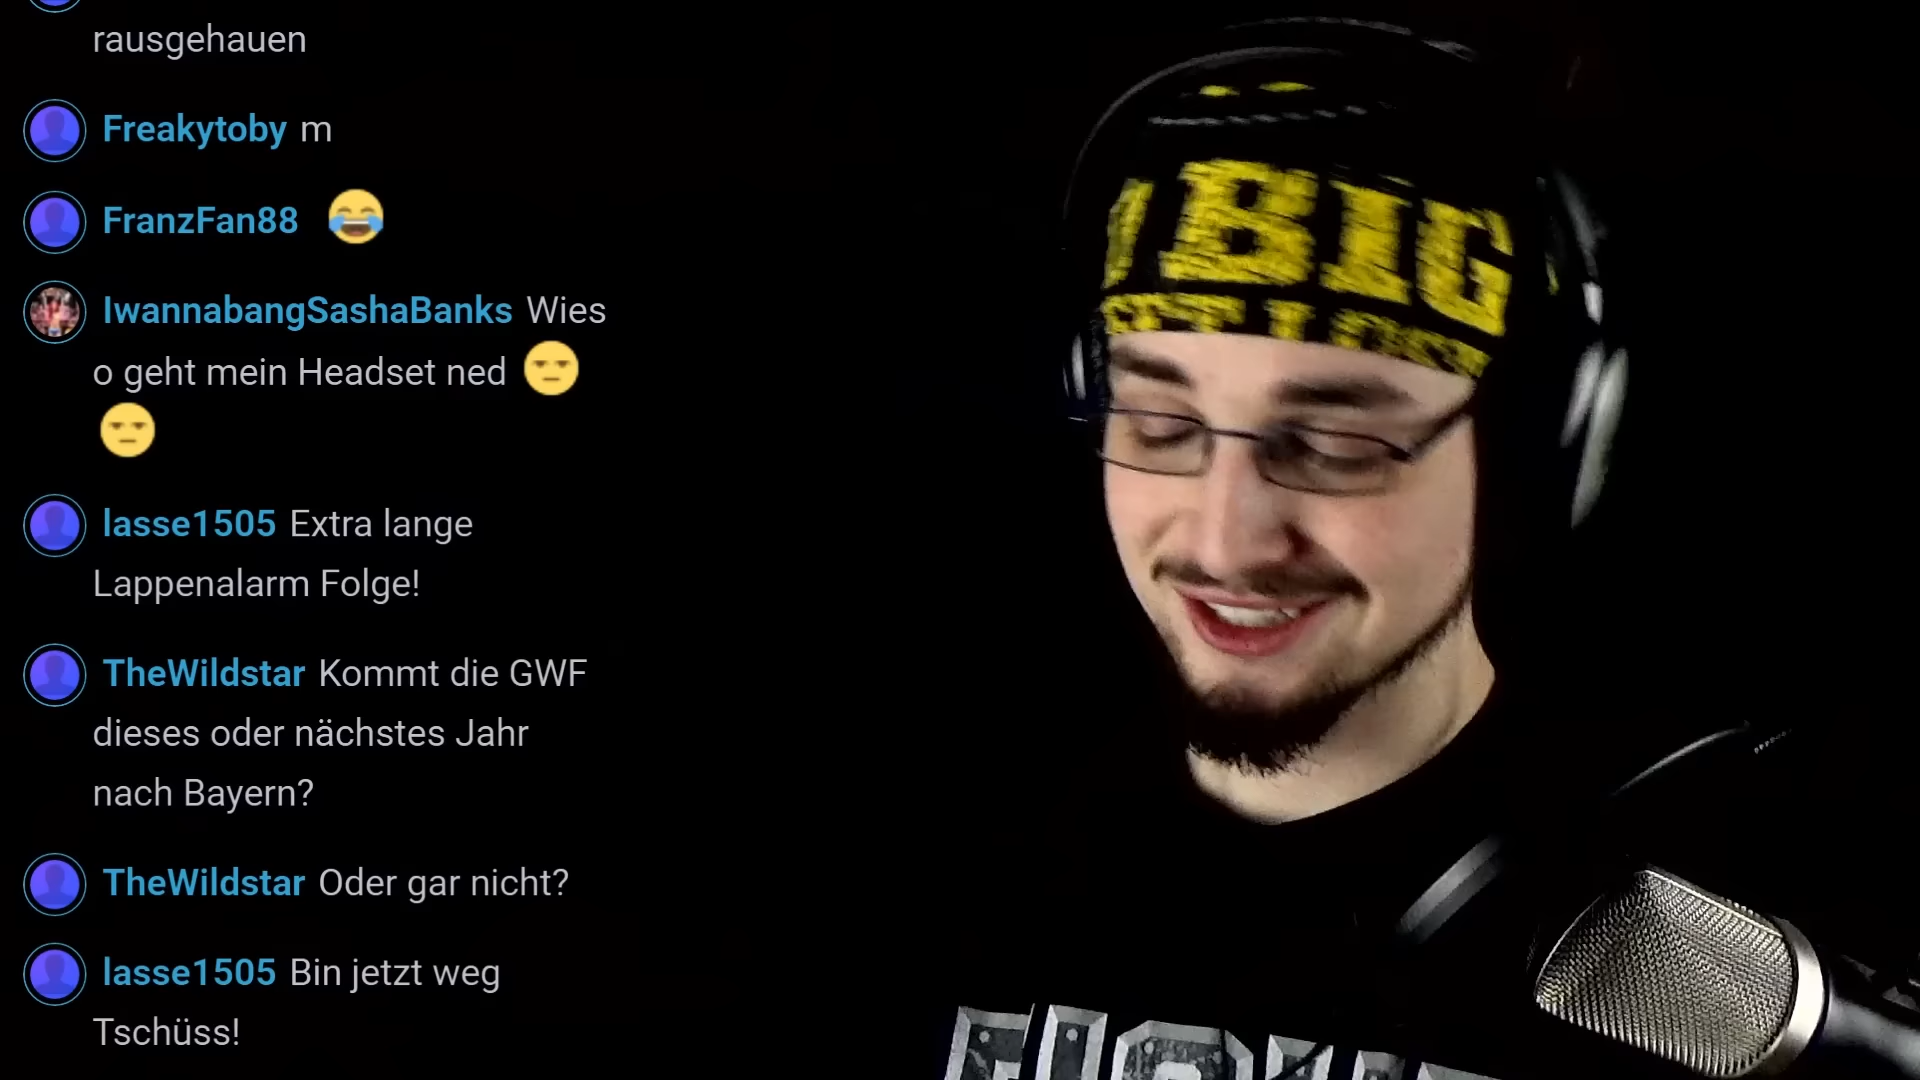 rausgehauen
Freakytoby m
FranzFan88 😂
IwannabangSashaBanks Wies
o geht mein Headset ned 😑
😑
lasse1505 Extra lange
Lappenalarm Folge!
TheWildstar Kommt die GWF
dieses oder nächstes Jahr
nach Bayern?
TheWildstar Oder gar nicht?
lasse1505 Bin jetzt weg
Tschüss!
BIG